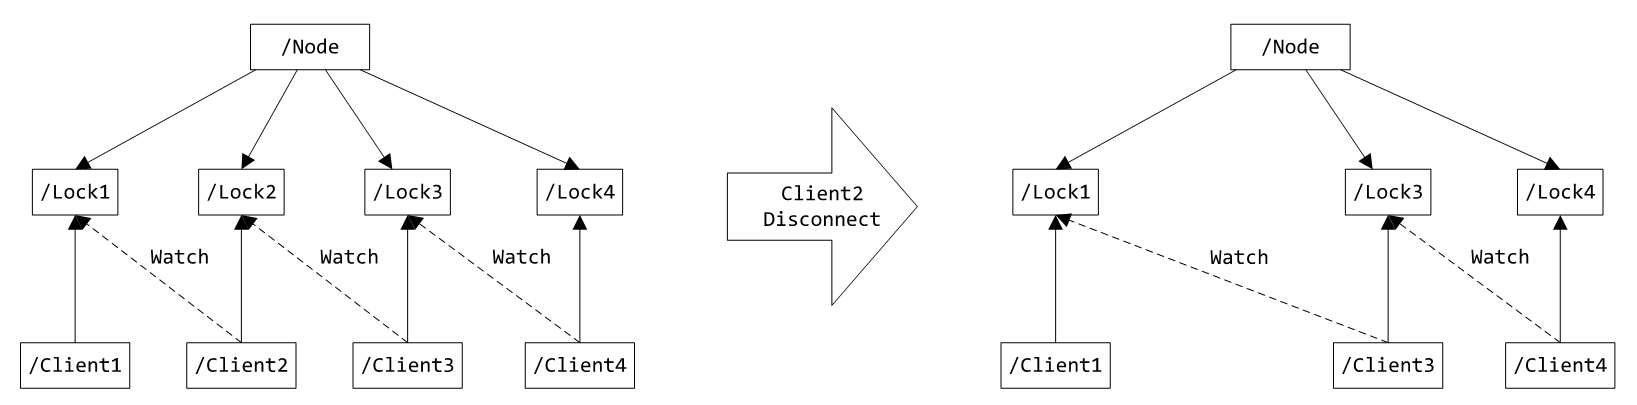 /Node
/Lock1 /Lock2 /Lock3 /Lock4
Watch Watch Watch
/Client1 /Client2 /Client3 /Client4
Client2
Disconnect
/Node
/Lock1 /Lock3 /Lock4
Watch Watch
/Client1 /Client3 /Client4